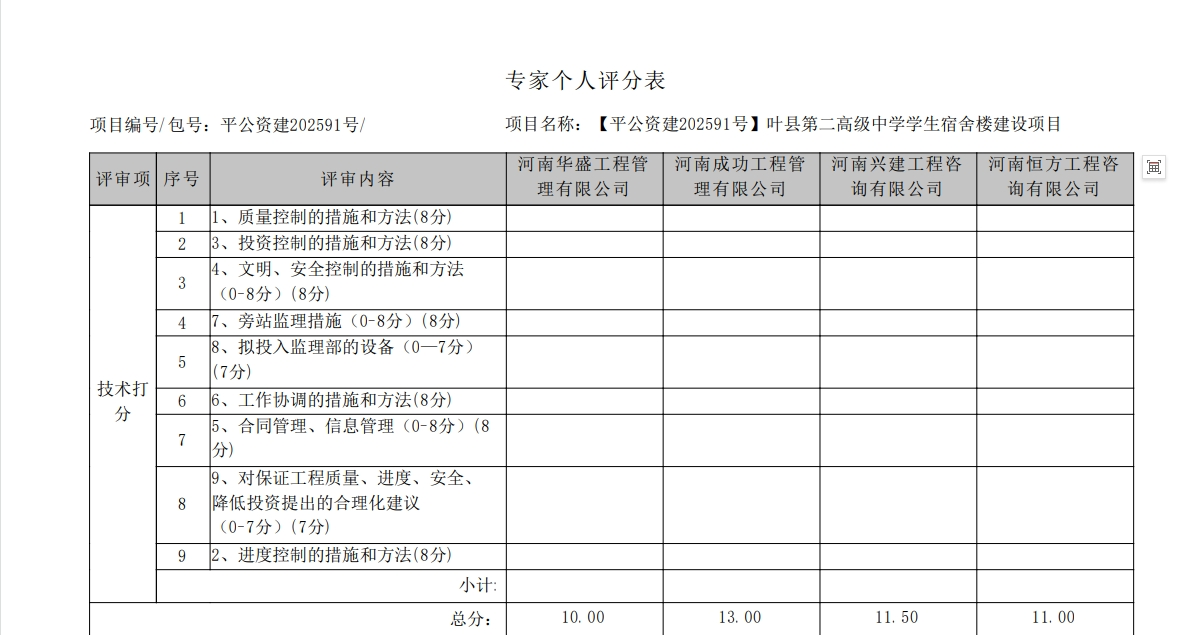 专家个人评分表
项目编号/包号：平公资建202591号/
项目名称：【平公资建202591号】叶县第二高级中学学生宿舍楼建设项目
评审项
序号
评审内容
河南华盛工程管
理有限公司
河南成功工程管
理有限公司
河南兴建工程咨
询有限公司
河南恒方工程咨
询有限公司
技术打
分
1
1、质量控制的措施和方法(8分)
2
3、投资控制的措施和方法(8分)
3
4、文明、安全控制的措施和方法
（0-8分）(8分)
4
7、旁站监理措施（0-8分）(8分)
5
8、拟投入监理部的设备（0—7分）
(7分)
6
6、工作协调的措施和方法(8分)
7
5、合同管理、信息管理（0-8分）(8
分)
8
9、对保证工程质量、进度、安全、
降低投资提出的合理化建议
（0-7分）(7分)
9
2、进度控制的措施和方法(8分)
小计:
总分：
10.00
13.00
11.50
11.00